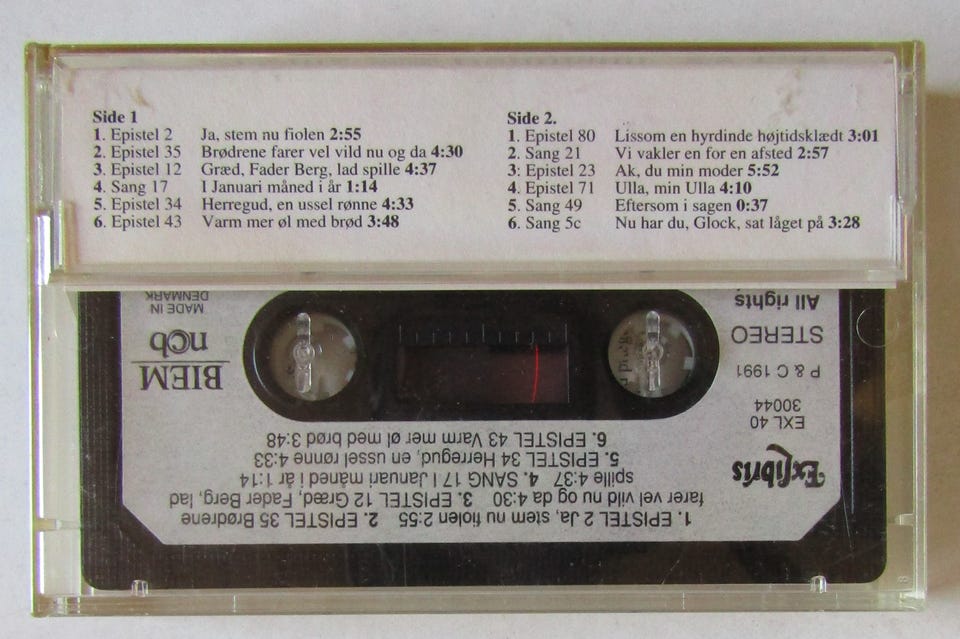 Side 1
1. Epistel 2 Ja, stem nu fiolen 2:55
2. Epistel 35 Brødrene farer vel vild nu og da 4:30
3. Epistel 12 Græd, Fader Berg, lad spille 4:37
4. Sang 17 I Januari måned i år 1:14
5. Epistel 34 Herregud, en ussel rønne 4:33
6. Epistel 43 Varm mer øl med brød 3:48
Side 2.
1. Epistel 80 Lissom en hyrdinde højtidsklædt 3:01
2. Sang 21 Vi vakler en for en afsted 2:57
3: Epistel 23 Ak, du min moder 5:52
4. Epistel 71 Ulla, min Ulla 4:10
5. Sang 49 Eftersom i sagen 0:37
6. Sang 5c Nu har du, Glock, sat låget på 3:28
1. EPISTEL 2 Ja, stem nu fiolen 2:55 2. EPISTEL 35 Brødrene
farer vel vild nu og da 4:30 3. EPISTEL 12 Græd, Fader Berg, lad
spille 4:37 4. SANG 17 I Januari måned i år 1:14
5. EPISTEL 34 Herregud, en ussel rønne 4:33
6. EPISTEL 43 Varm mer øl med brød 3:48
Exlibris
EXL 40
30044
P & C 1991
STEREO
All rights
BIEM
ncb
MADE IN
DENMARK